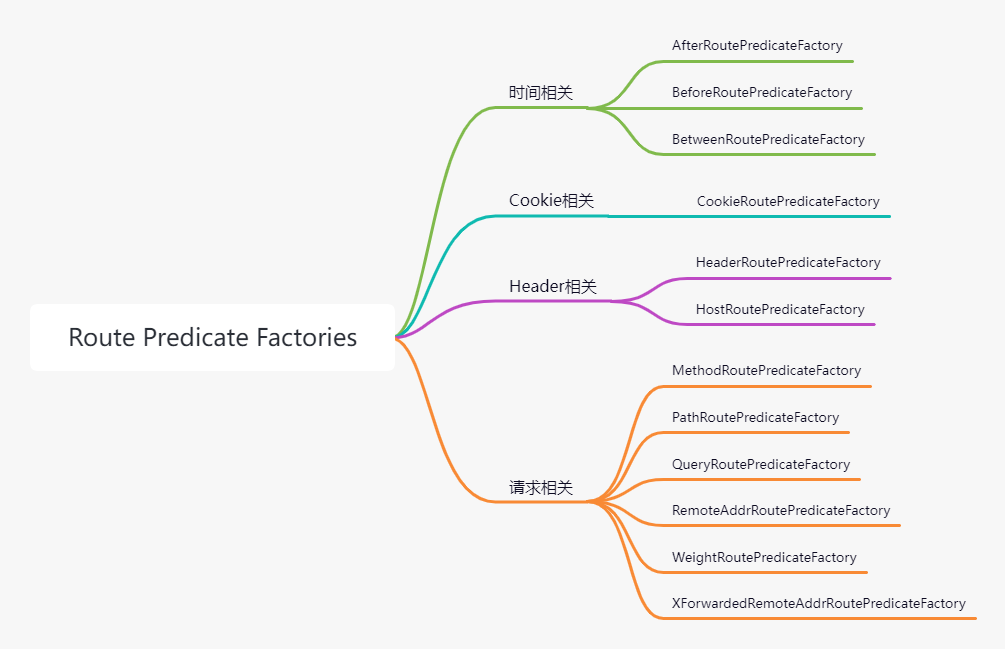 Route Predicate Factories
时间相关
AfterRoutePredicateFactory
BeforeRoutePredicateFactory
BetweenRoutePredicateFactory
Cookie相关
CookieRoutePredicateFactory
Header相关
HeaderRoutePredicateFactory
HostRoutePredicateFactory
请求相关
MethodRoutePredicateFactory
PathRoutePredicateFactory
QueryRoutePredicateFactory
RemoteAddrRoutePredicateFactory
WeightRoutePredicateFactory
XForwardedRemoteAddrRoutePredicateFactory